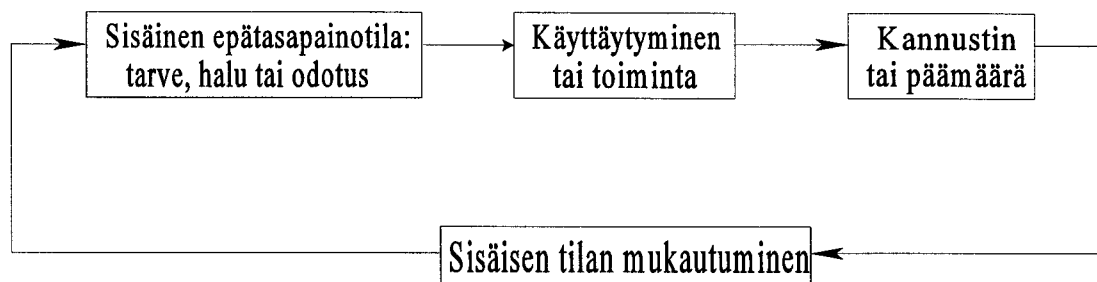 Sisäinen epätasapainotila:
tarve, halu tai odotus
Käyttäytyminen
tai toiminta
Kannustin
tai päämäärä
Sisäisen tilan mukautuminen